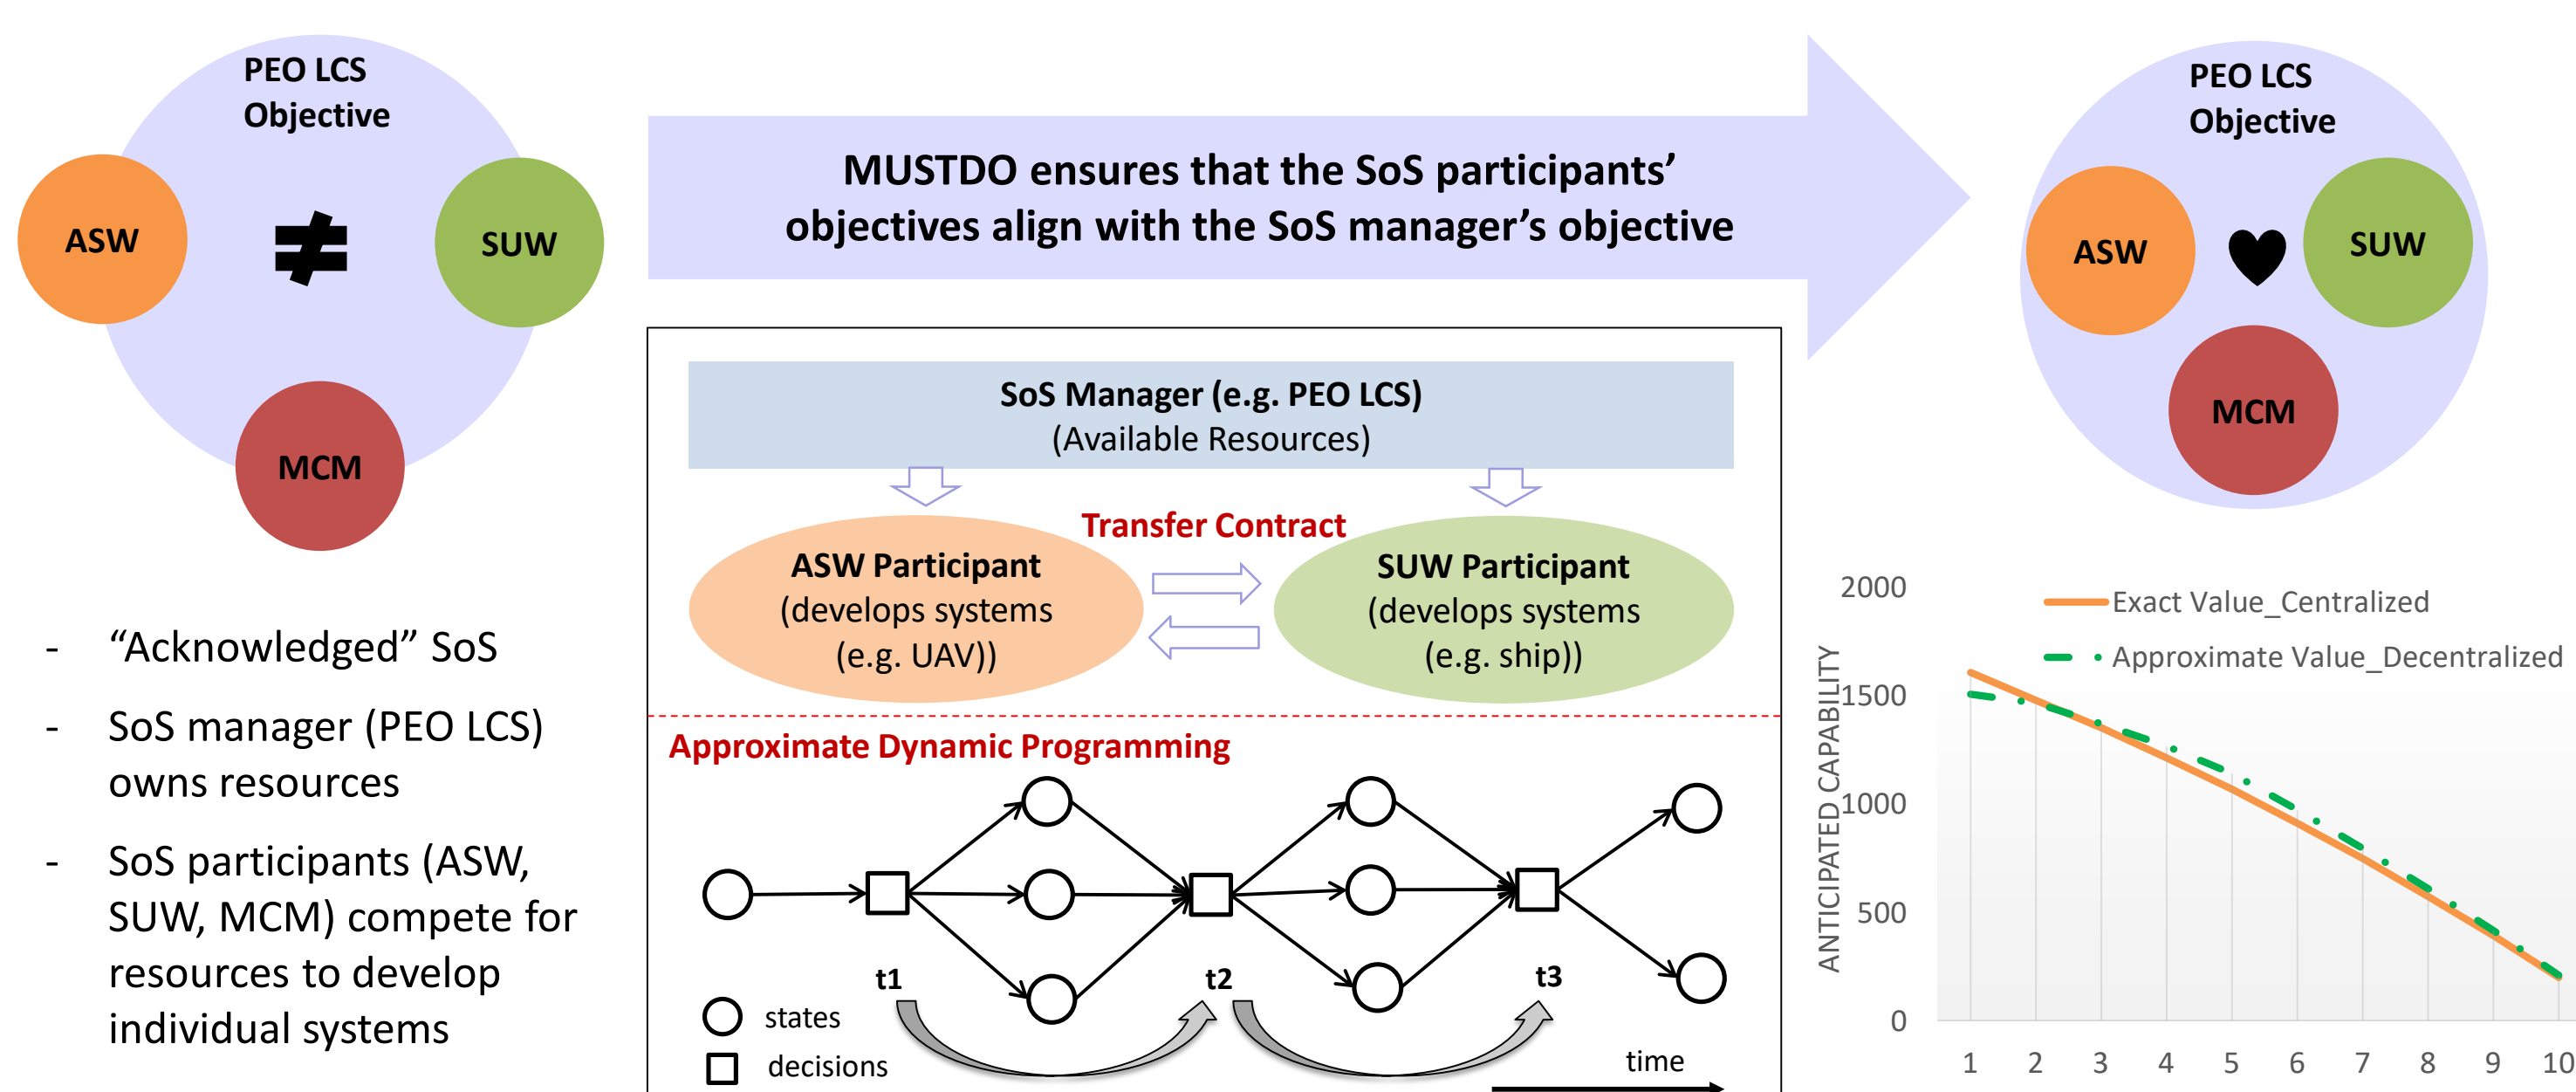 PEO LCS
Objective
ASW
≠
SUW
MCM
- “Acknowledged” SoS
- SoS manager (PEO LCS)
owns resources
- SoS participants (ASW,
SUW, MCM) compete for
resources to develop
individual systems
MUSTDO ensures that the SoS participants’
objectives align with the SoS manager’s objective
SoS Manager (e.g. PEO LCS)
(Available Resources)
Transfer Contract
ASW Participant
(develops systems
(e.g. UAV))
SUW Participant
(develops systems
(e.g. ship))
Approximate Dynamic Programming
t1
t2
t3
states
decisions
time
PEO LCS
Objective
ASW
SUW
MCM
Exact Value_Centralized
Approximate Value_Decentralized
ANTICIPATED CAPABILITY
2000
1500
1000
500
0
1 2 3 4 5 6 7 8 9 10